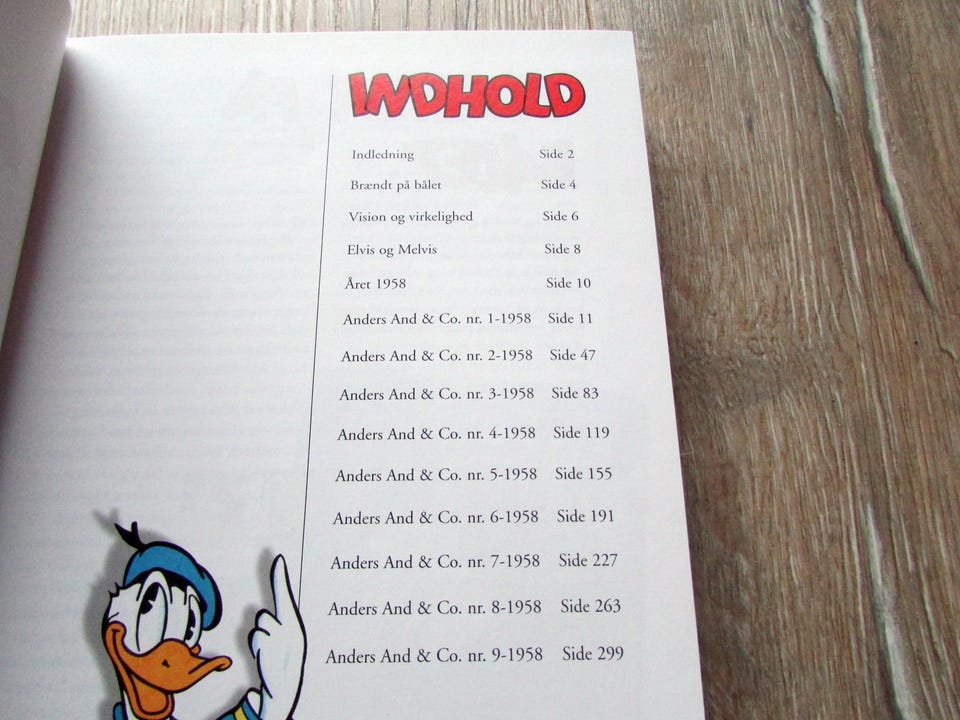 INDHOLD
Indledning Side 2
Brændt på bålet Side 4
Vision og virkelighed Side 6
Elvis og Melvis Side 8
Året 1958 Side 10
Anders And & Co. nr. 1-1958 Side 11
Anders And & Co. nr. 2-1958 Side 47
Anders And & Co. nr. 3-1958 Side 83
Anders And & Co. nr. 4-1958 Side 119
Anders And & Co. nr. 5-1958 Side 155
Anders And & Co. nr. 6-1958 Side 191
Anders And & Co. nr. 7-1958 Side 227
Anders And & Co. nr. 8-1958 Side 263
Anders And & Co. nr. 9-1958 Side 299